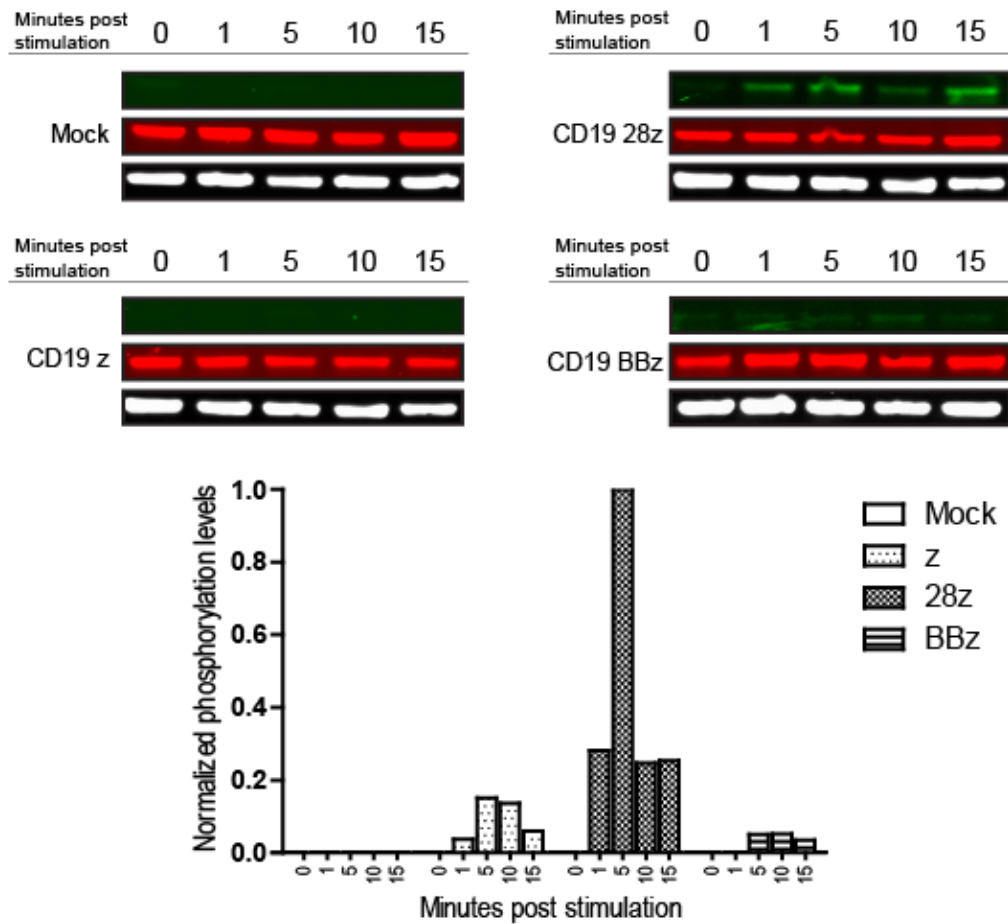 Minutes post
stimulation 0 1 5 10 15
Mock
Minutes post
stimulation 0 1 5 10 15
CD19 28z
Minutes post
stimulation 0 1 5 10 15
CD19 z
Minutes post
stimulation 0 1 5 10 15
CD19 BBz
Normalized phosphorylation levels
1.0
0.8
0.6
0.4
0.2
0.0
0 1 5 10 15 0 1 5 10 15 0 1 5 10 15 0 1 5 10 15
Minutes post stimulation
Mock
z
28z
BBz